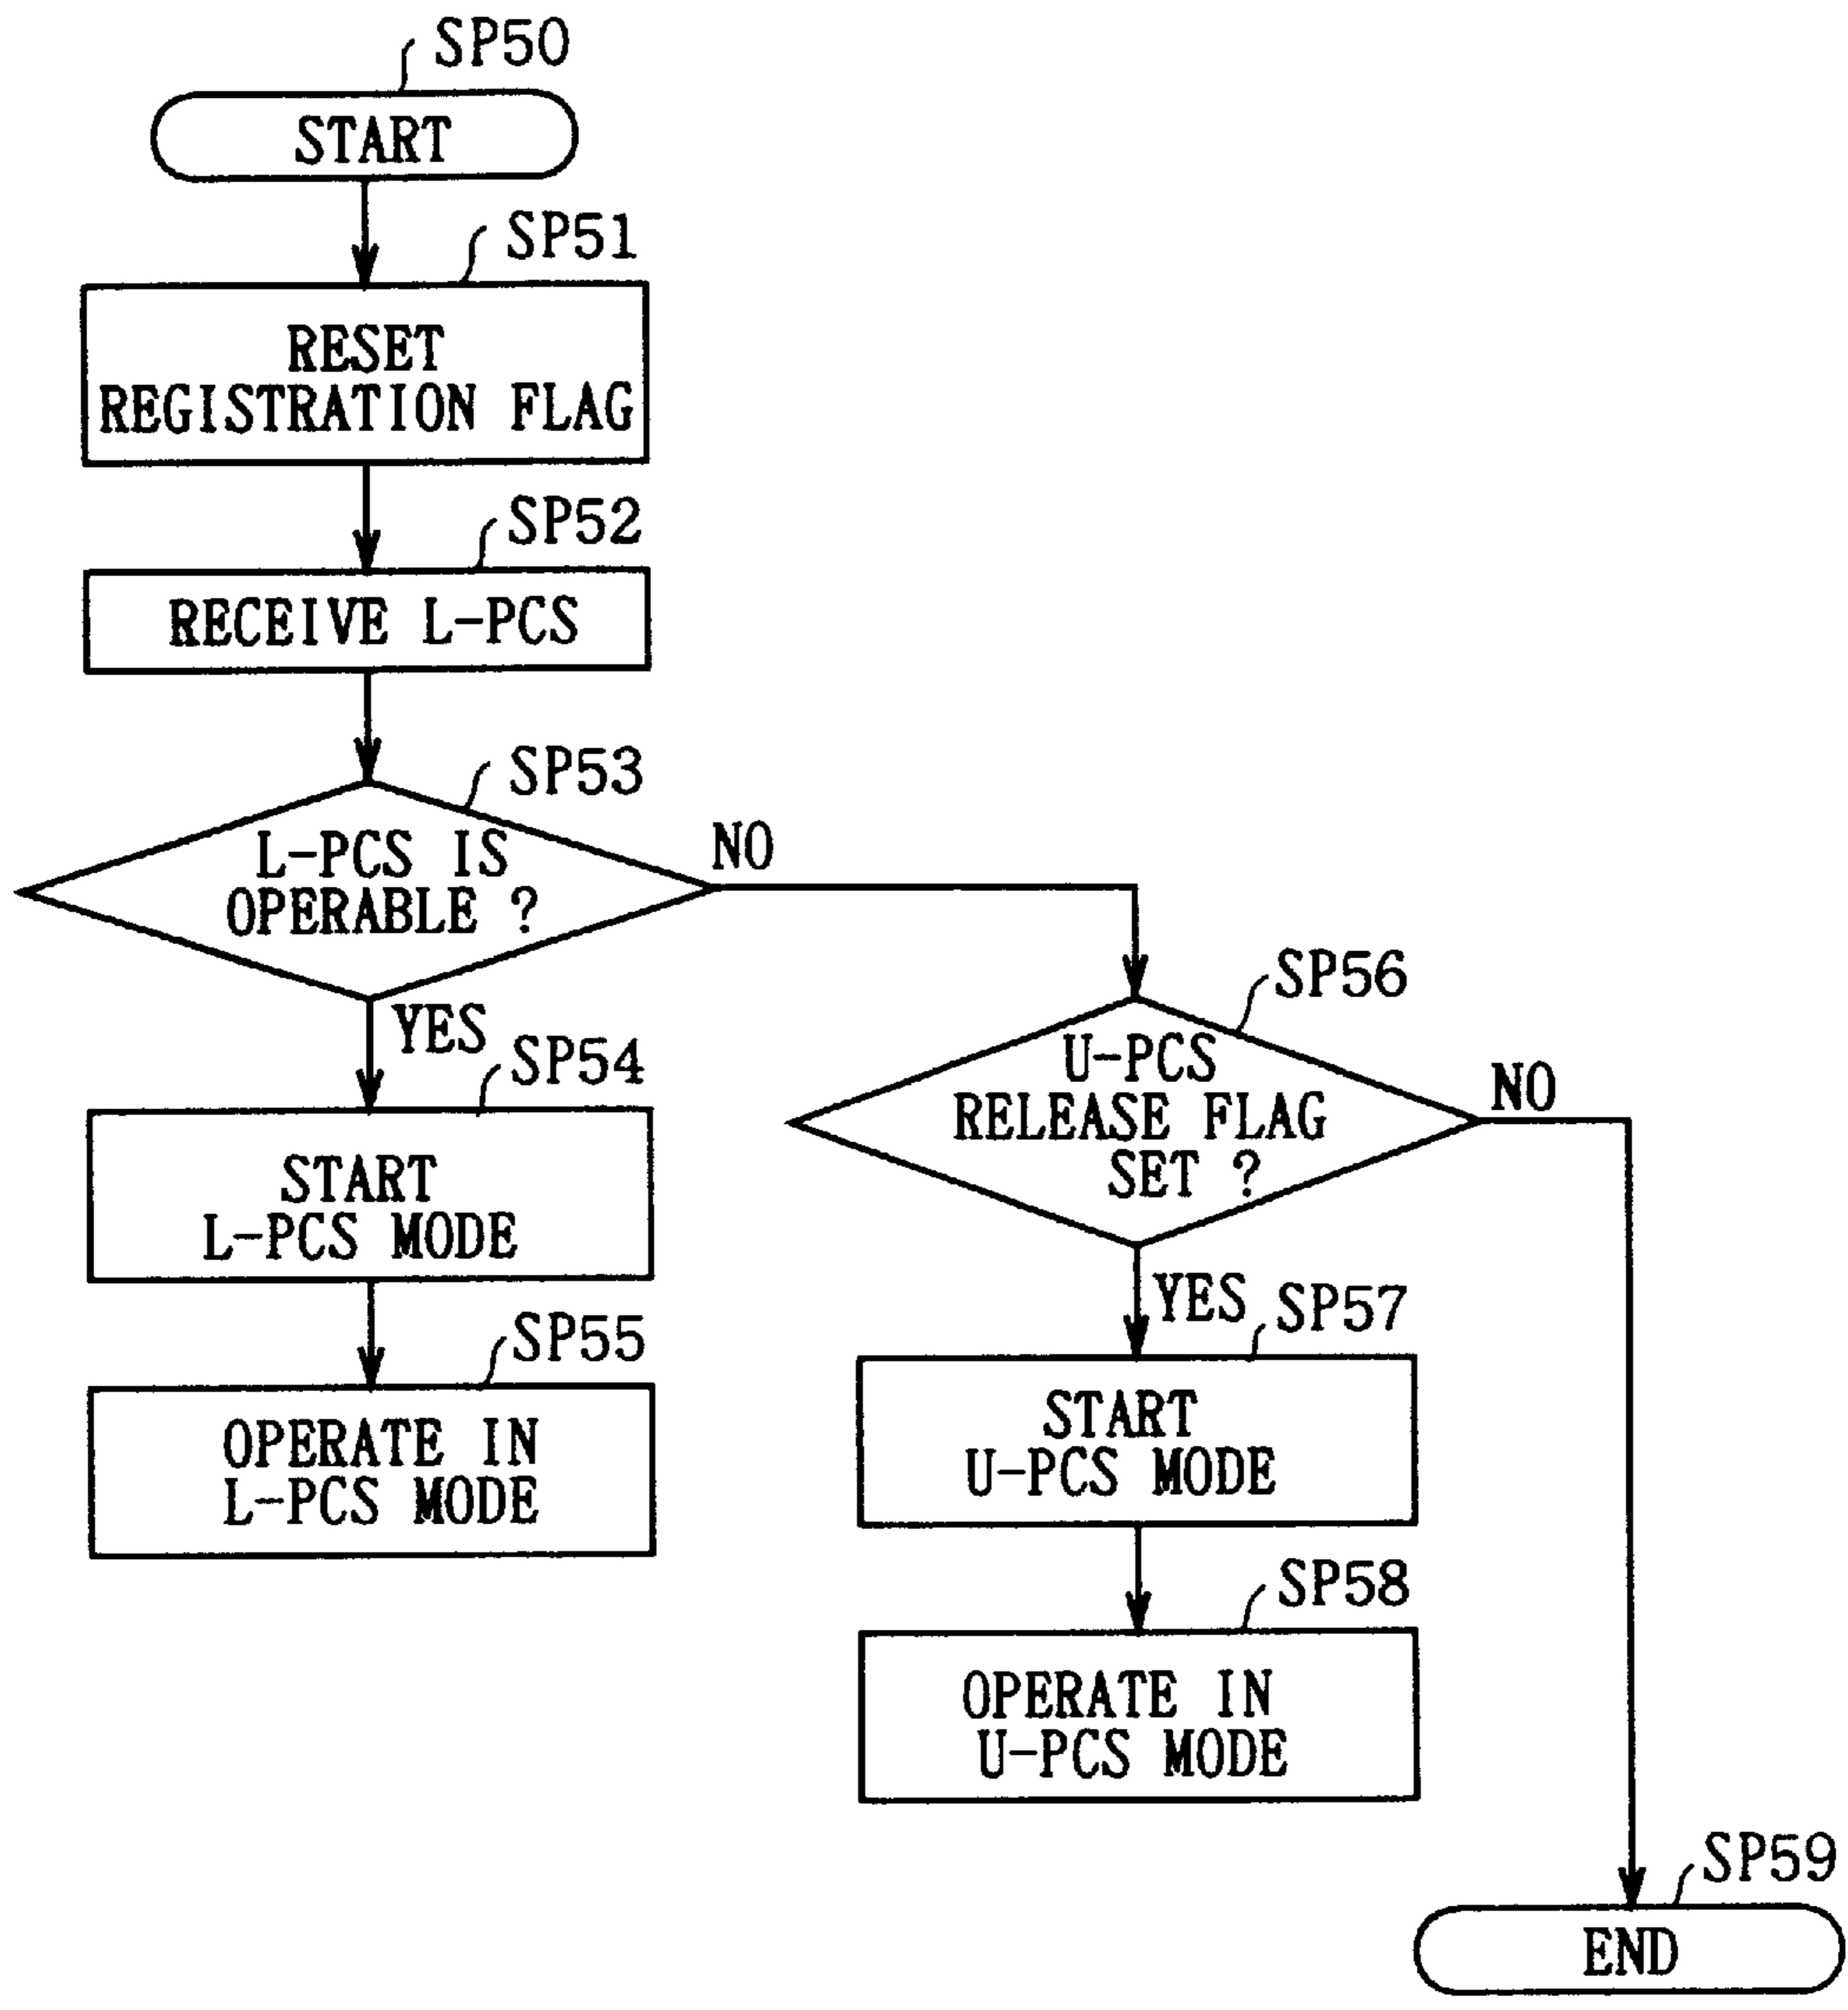 SP50
START
SP51
RESET
REGISTRATION FLAG
SP52
RECEIVE L-PCS
SP53
L-PCS IS
OPERABLE ?
NO
YES
SP54
START
L-PCS MODE
SP55
OPERATE IN
L-PCS MODE
SP56
U-PCS
RELEASE FLAG
SET ?
NO
YES
SP57
START
U-PCS MODE
SP58
OPERATE IN
U-PCS MODE
SP59
END